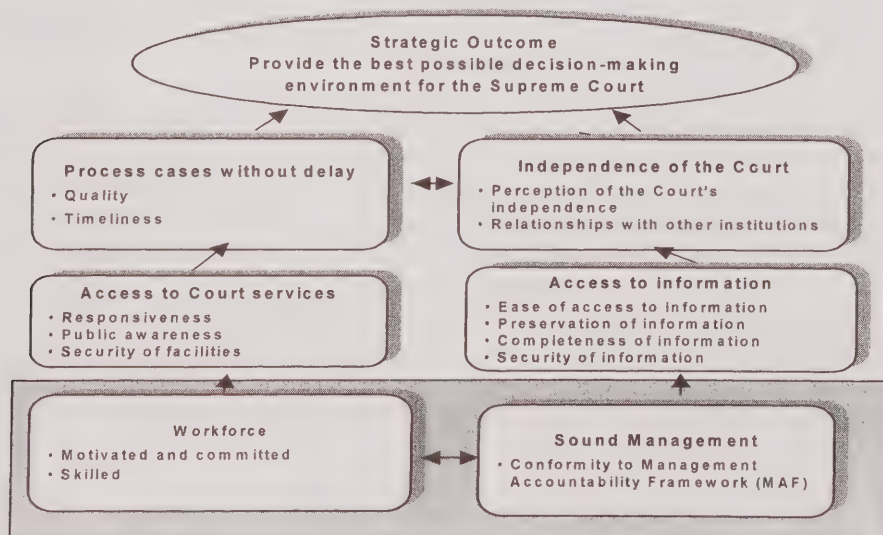 Strategic Outcome
Provide the best possible decision-making
environment for the Supreme Court
Process cases without delay
• Quality
• Timeliness
Independence of the Court
• Perception of the Court's
independence
• Relationships with other institutions
Access to Court services
• Responsiveness
• Public awareness
• Security of facilities
Access to information
• Ease of access to information
• Preservation of information
• Completeness of information
• Security of information
Workforce
• Motivated and committed
• Skilled
Sound Management
• Conformity to Management
Accountability Framework (MAF)